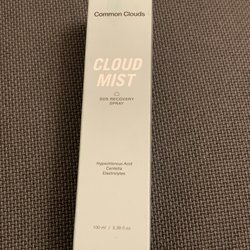 Common Clouds
CLOUD
MIST
SOS RECOVERY
SPRAY
Hypochlorous Acid
Centella
Electrolytes
100 ml / 3.38 fl oz